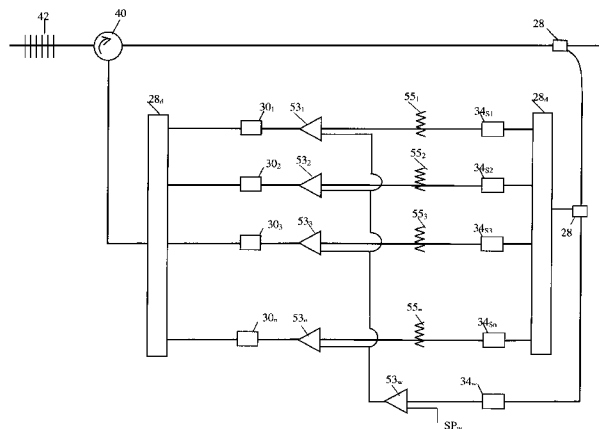 42
40
28
28d
30₁
53₁
55₁
34S1
28d
30₂
53₂
55₂
34S2
30₃
53₃
55₃
34S3
28
30n
53n
55n
34Sn
53w
34w
SPw